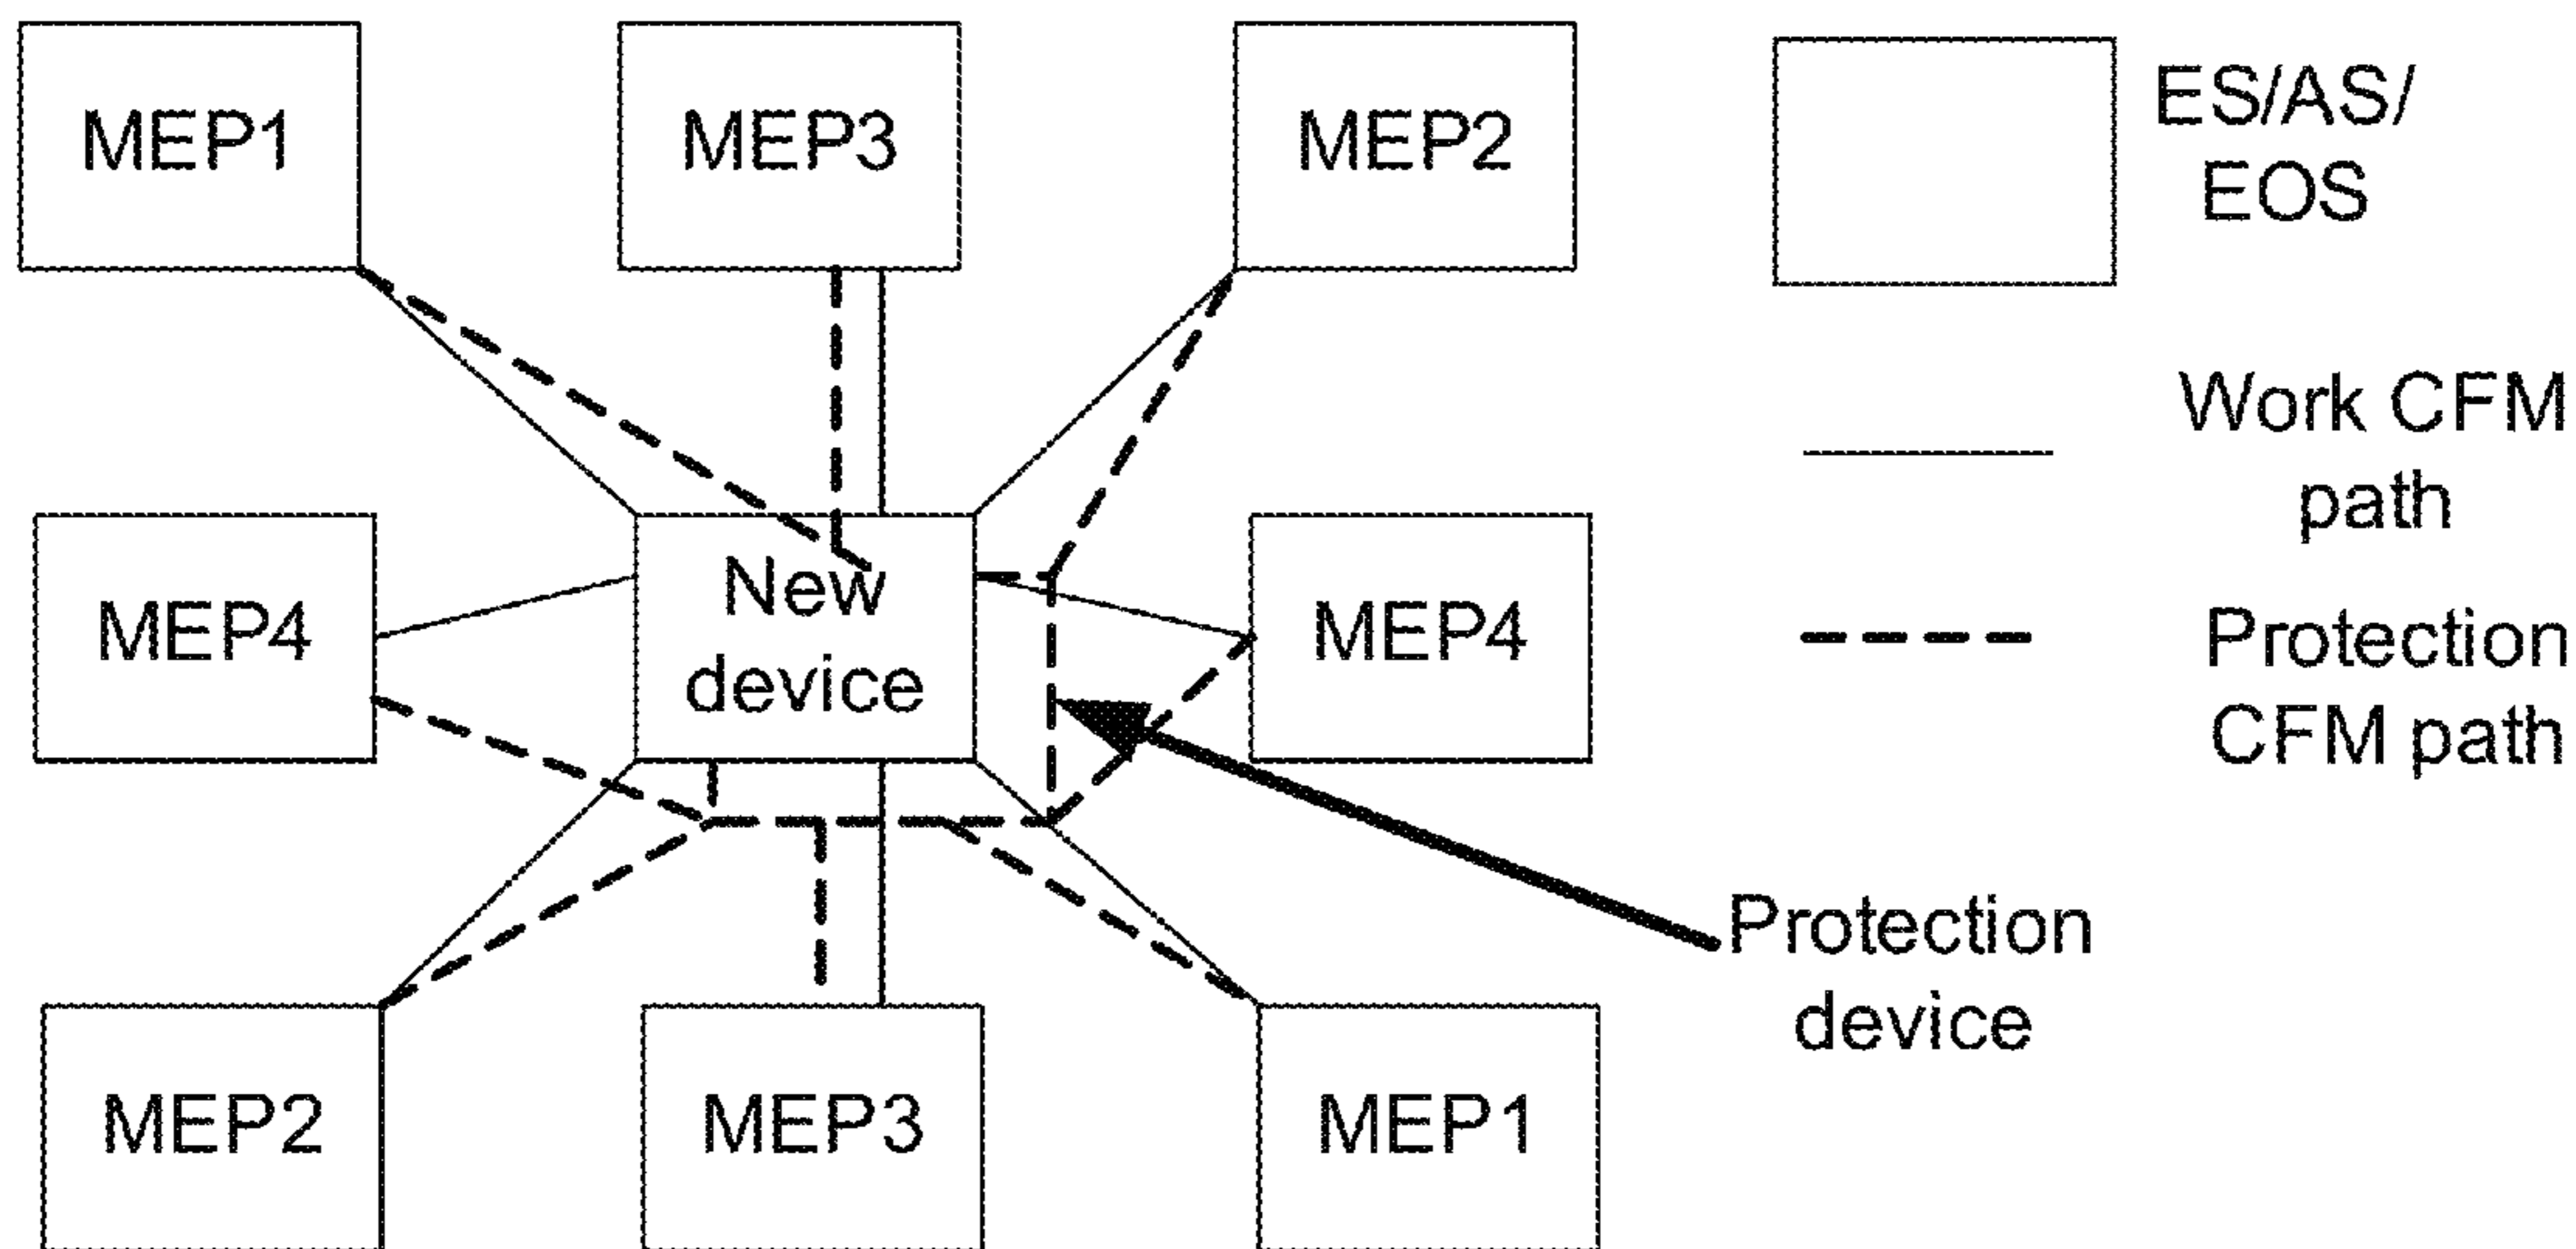 MEP1
MEP3
MEP2
ES/AS/
EOS
Work CFM
path
MEP4
New
device
MEP4
Protection
CFM path
Protection
device
MEP2
MEP3
MEP1